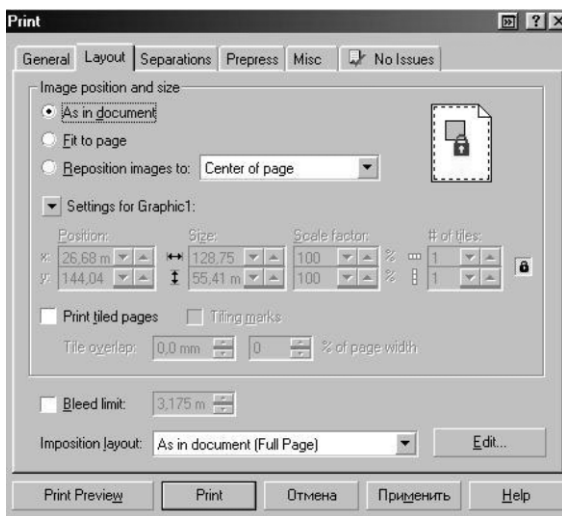 Print
General Layout Separations Prepress Misc No Issues
Image position and size
As in document
Fit to page
Reposition images to: Center of page
Settings for Graphic1:
Position: Size: Scale factor: # of tiles:
x: 26,68 m 128,75 100 % 1
y: 144,04 55,41 m 100 % 1
Print tiled pages Tiling marks
Tile overlap: 0,0 mm 0 % of page width
Bleed limit: 3,175 m
Imposition layout: As in document (Full Page) Edit...
Print Preview Print Отмена Применить Help